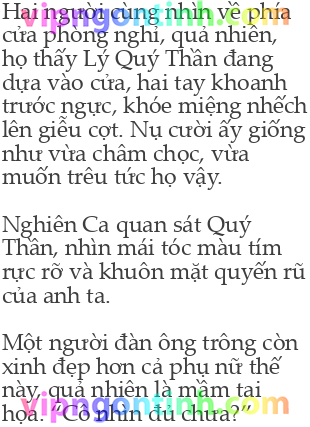 Hai người cùng nhìn về phía
cửa phòng nghỉ, quả nhiên,
họ thấy Lý Quý Thần đang
dựa vào cửa, hai tay khoanh
trước ngực, khóe miệng nhếch
lên giễu cợt. Nụ cười ấy giống
như vừa châm chọc, vừa
muốn trêu tức họ vậy.
Nghiên Ca quan sát Quý
Thần, nhìn mái tóc màu tím
rực rỡ và khuôn mặt quyến rũ
của anh ta.
Một người đàn ông trông còn
xinh đẹp hơn cả phụ nữ thế
này, quả nhiên là mầm tai
họa. “Cô nhìn đủ chưa?”
vipngontinh.com
vipngontinh.com